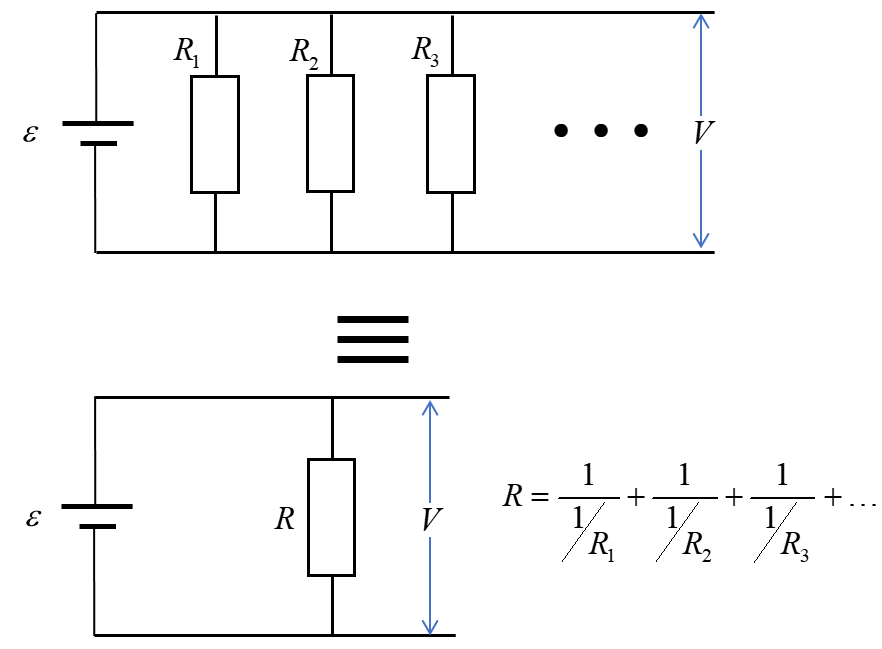 R₁ R₂ R₃
ε • • • V
≡
ε R V
R = 1/(1/R₁) + 1/(1/R₂) + 1/(1/R₃) + …